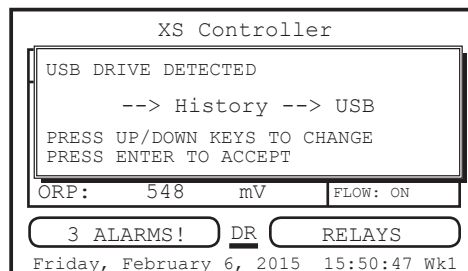 XS Controller
USB DRIVE DETECTED
--> History --> USB
PRESS UP/DOWN KEYS TO CHANGE
PRESS ENTER TO ACCEPT
ORP: 548 mV FLOW: ON
3 ALARMS! DR RELAYS
Friday, February 6, 2015 15:50:47 Wk1